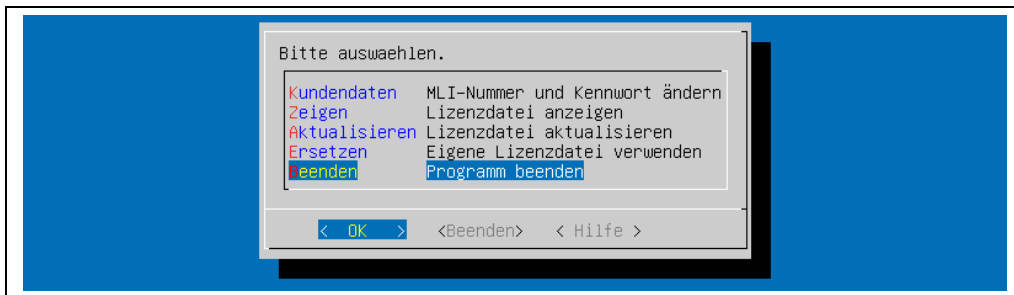 Bitte auswaehlen.
Kundendaten MLI-Nummer und Kennwort ändern
Zeigen Lizenzdatei anzeigen
Aktualisieren Lizenzdatei aktualisieren
Ersetzen Eigene Lizenzdatei verwenden
Beenden Programm beenden
< OK > <Beenden> < Hilfe >